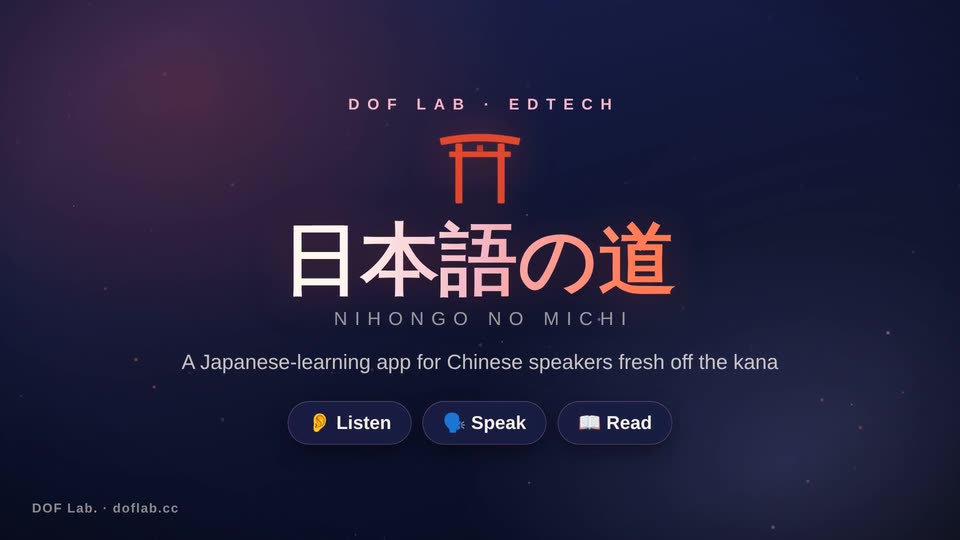 DOF LAB · EDTECH
日本語の道
NIHONGO NO MICHI
A Japanese-learning app for Chinese speakers fresh off the kana
Listen
Speak
Read
DOF Lab. · doflab.cc